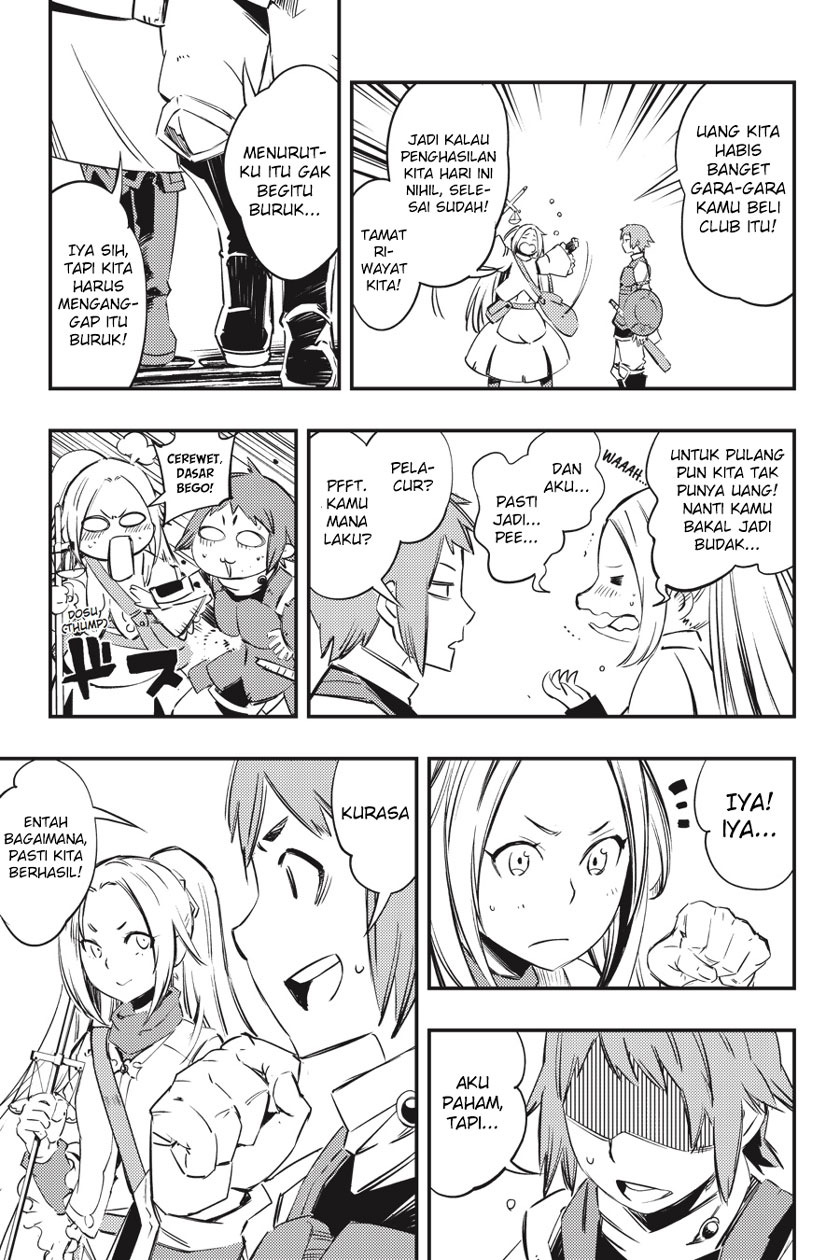 UANG KITA
HABIS
BANGET
GARA-GARA
KAMU BELI
CLUB ITU!
JADI KALAU
PENGHASILAN
KITA HARI INI
NIHIL, SELE-
SAI SUDAH!
TAMAT
RI-
WAYAT
KITA!
MENURUT-
KU ITU GAK
BEGITU
BURUK...
IYA SIH,
TAPI KITA
HARUS
MENGANG-
GAP ITU
BURUK!
UNTUK PULANG
PUN KITA TAK
PUNYA UANG!
NANTI KAMU
BAKAL JADI
BUDAK...
WAAAH...
DAN
AKU...
PASTI
JADI...
PEE...
PELA-
CUR?
PFFT.
KAMU
MANA
LAKU?
CEREWET,
DASAR
BEGO!
DOSU,
(THUMP)
ドス
IYA!
IYA...
AKU
PAHAM,
TAPI...
KURASA
ENTAH
BAGAIMANA,
PASTI KITA
BERHASIL!